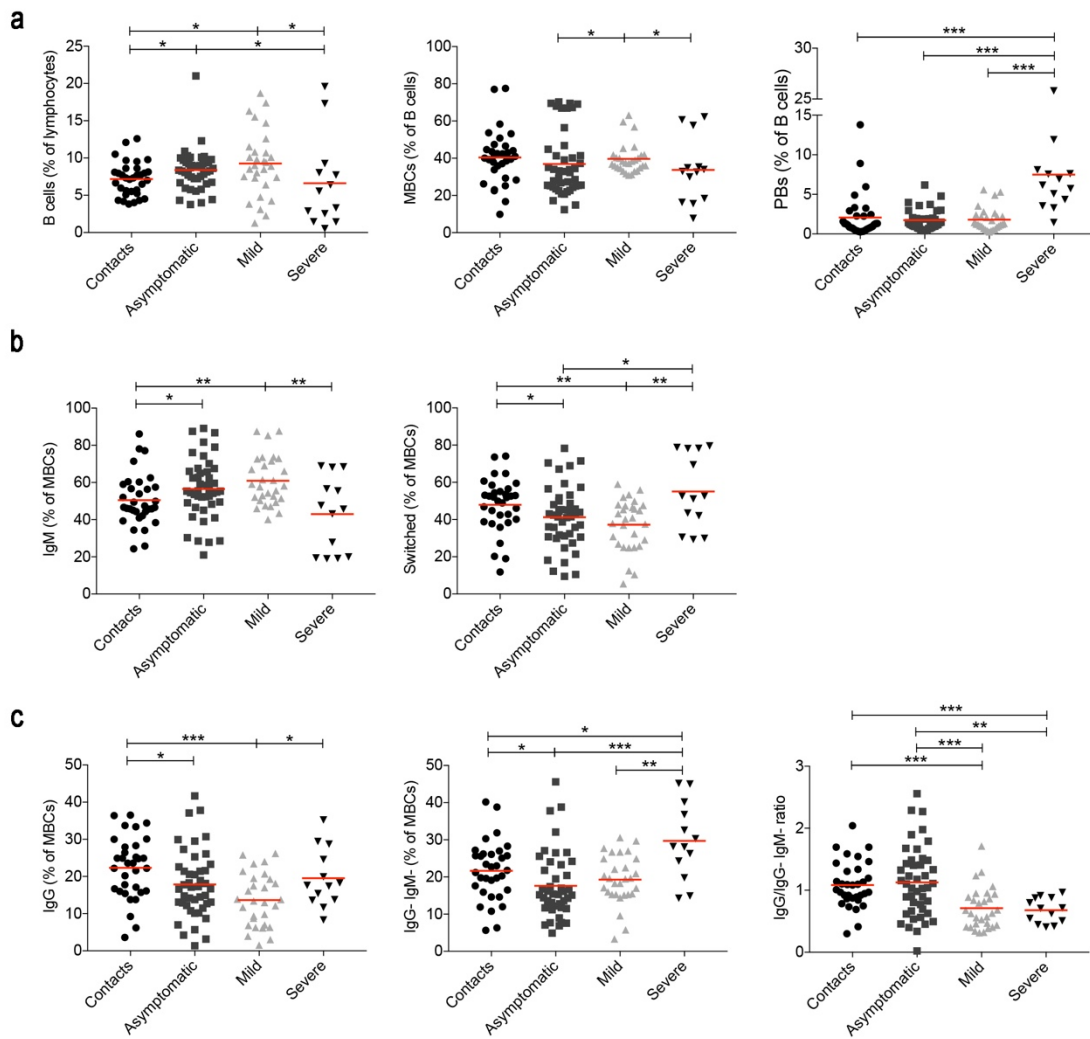 a
* *
* *
B cells (% of lymphocytes)
25
20
15
10
5
0
Contacts
Asymptomatic
Mild
Severe
* *
MBCs (% of B cells)
100
80
60
40
20
0
Contacts
Asymptomatic
Mild
Severe
***
***
***
PBs (% of B cells)
30
25
15
10
5
0
Contacts
Asymptomatic
Mild
Severe
b
** **
*
IgM (% of MBCs)
100
80
60
40
20
0
Contacts
Asymptomatic
Mild
Severe
*
** **
*
Switched (% of MBCs)
100
80
60
40
20
0
Contacts
Asymptomatic
Mild
Severe
c
*** *
*
IgG (% of MBCs)
50
40
30
20
10
0
Contacts
Asymptomatic
Mild
Severe
*
* ***
**
IgG- IgM- (% of MBCs)
50
40
30
20
10
0
Contacts
Asymptomatic
Mild
Severe
***
**
***
***
IgG/IgG- IgM- ratio
3
2
1
0
Contacts
Asymptomatic
Mild
Severe